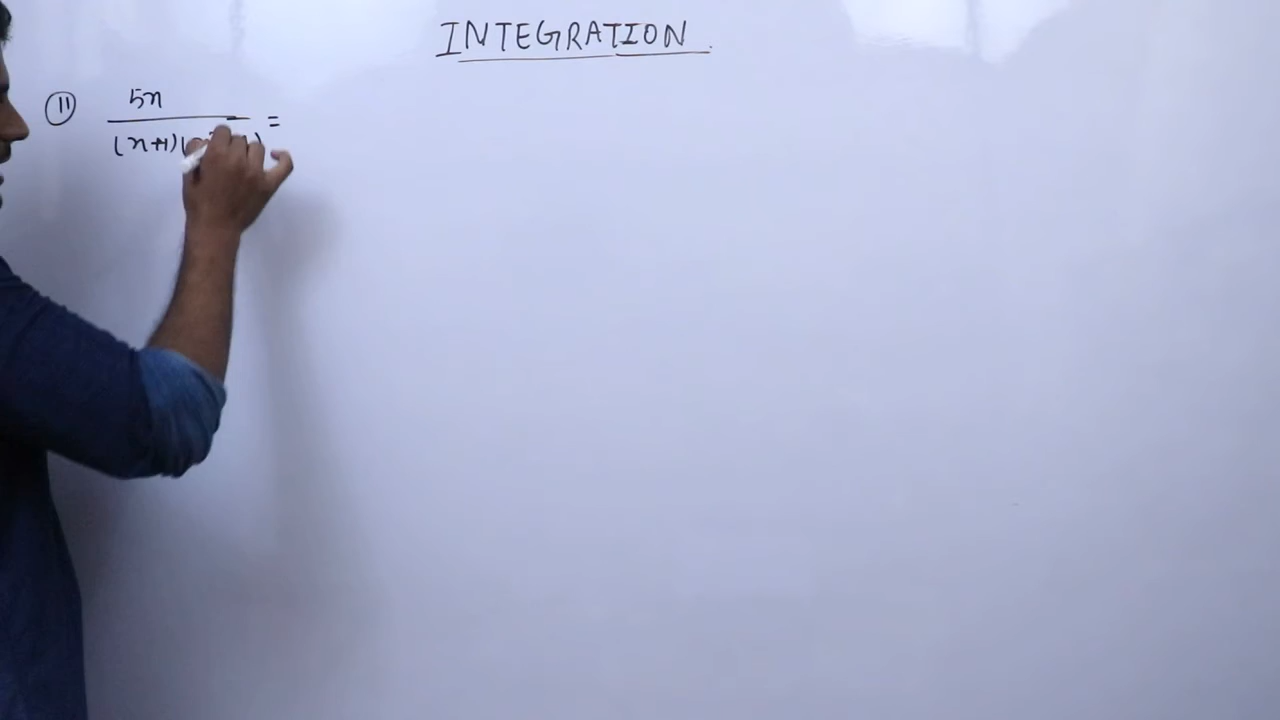 INTEGRATION.
11 5x
(x+1)( ) =